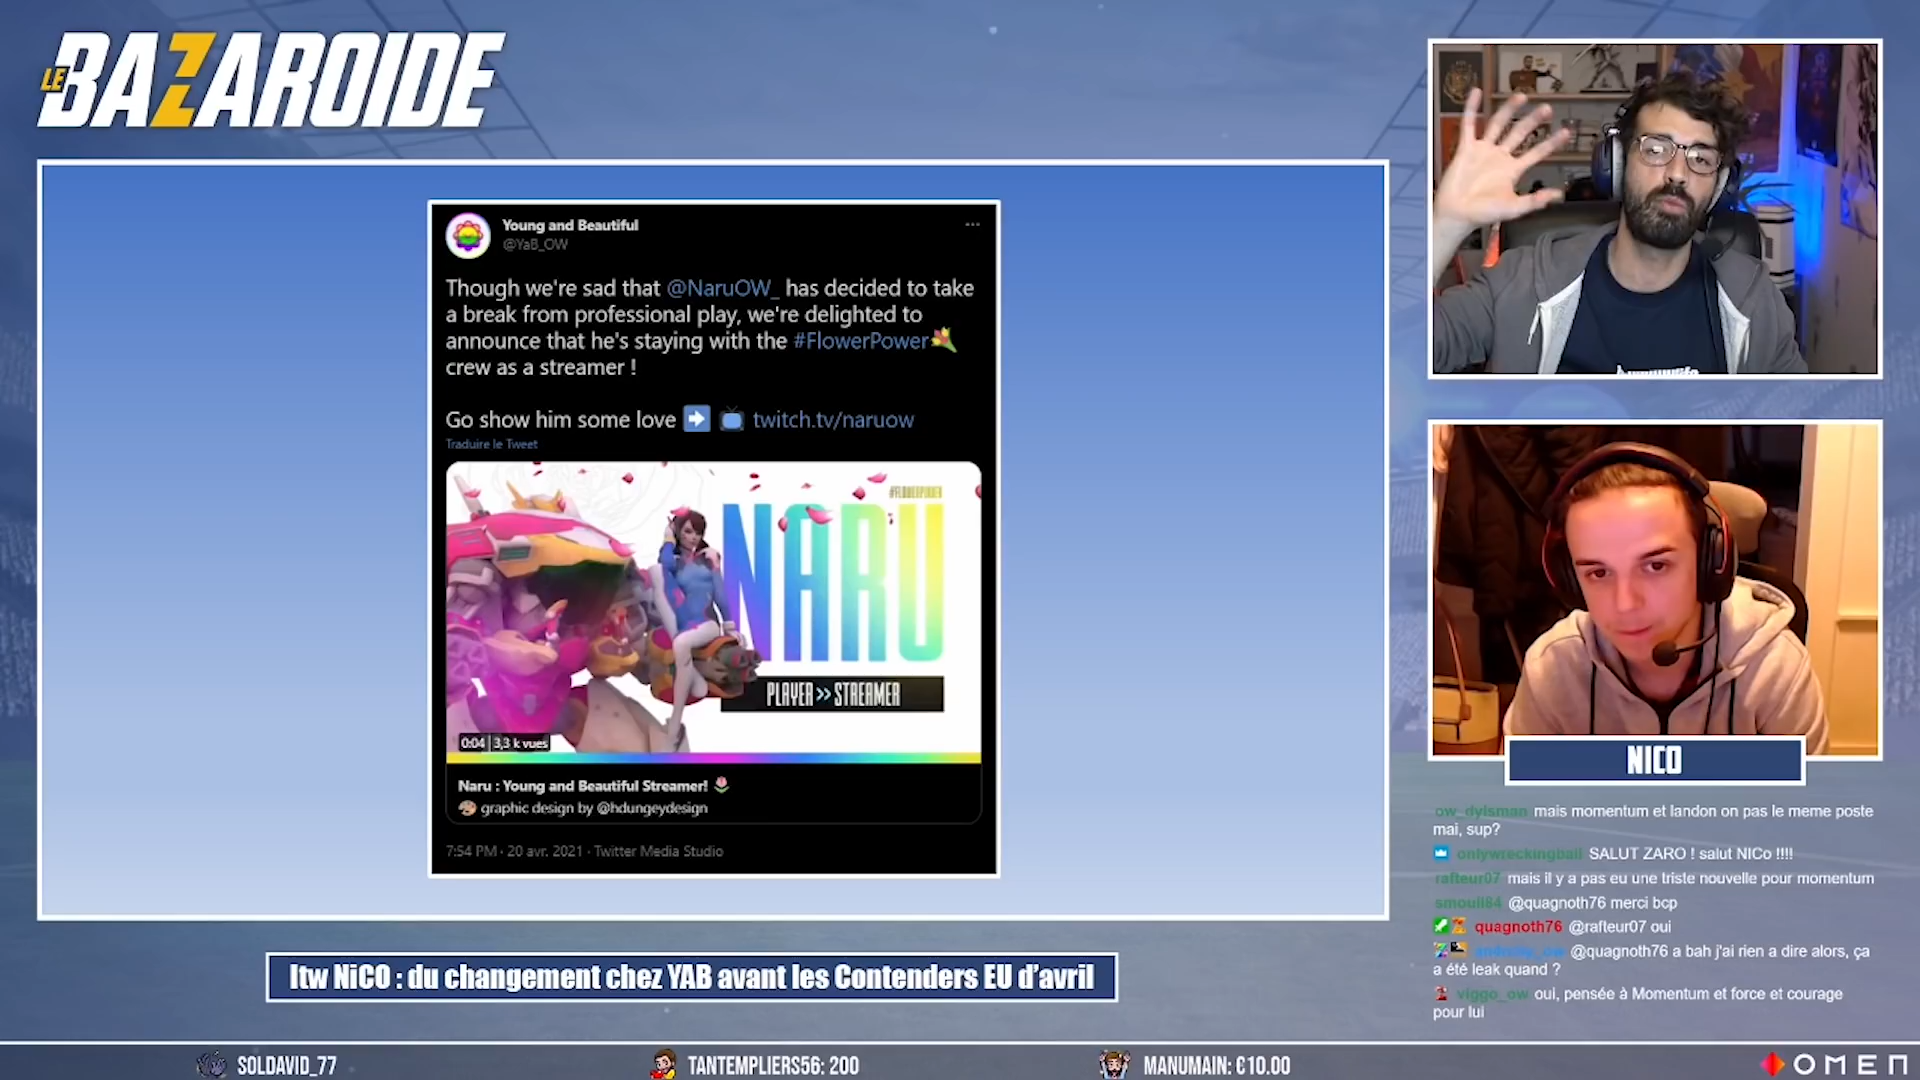 LE BAZAROIDE
Young and Beautiful
@YaB_OW
Though we're sad that @NaruOW_ has decided to take
a break from professional play, we're delighted to
announce that he's staying with the #FlowerPower
crew as a streamer !
Go show him some love twitch.tv/naruow
Traduire le Tweet
#FLOWERPOWER
NARU
PLAYER >> STREAMER
0:04 3,3 k vues
Naru : Young and Beautiful Streamer!
graphic design by @hdungeydesign
7:54 PM · 20 avr. 2021 · Twitter Media Studio
Itw NiCO : du changement chez YAB avant les Contenders EU d'avril
NICO
ow_dylsman mais momentum et landon on pas le meme poste
mai, sup?
onlywreckingball SALUT ZARO ! salut NICo !!!!
rafteur07 mais il y a pas eu une triste nouvelle pour momentum
smouli84 @quagnoth76 merci bcp
quagnoth76 @rafteur07 oui
@quagnoth76 a bah j'ai rien a dire alors, ça
a été leak quand ?
viggo_ow oui, pensée à Momentum et force et courage
pour lui
SOLDAVID_77
TANTEMPLIERS56: 200
MANUMAIN: €10.00
OMEN